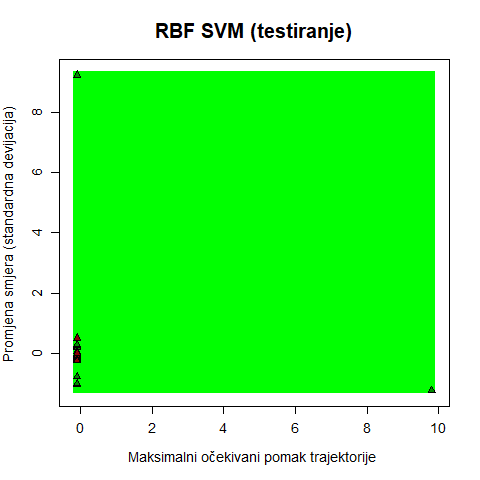 RBF SVM (testiranje)
Promjena smjera (standardna devijacija)
8
6
4
2
0
0 2 4 6 8 10
Maksimalni očekivani pomak trajektorije